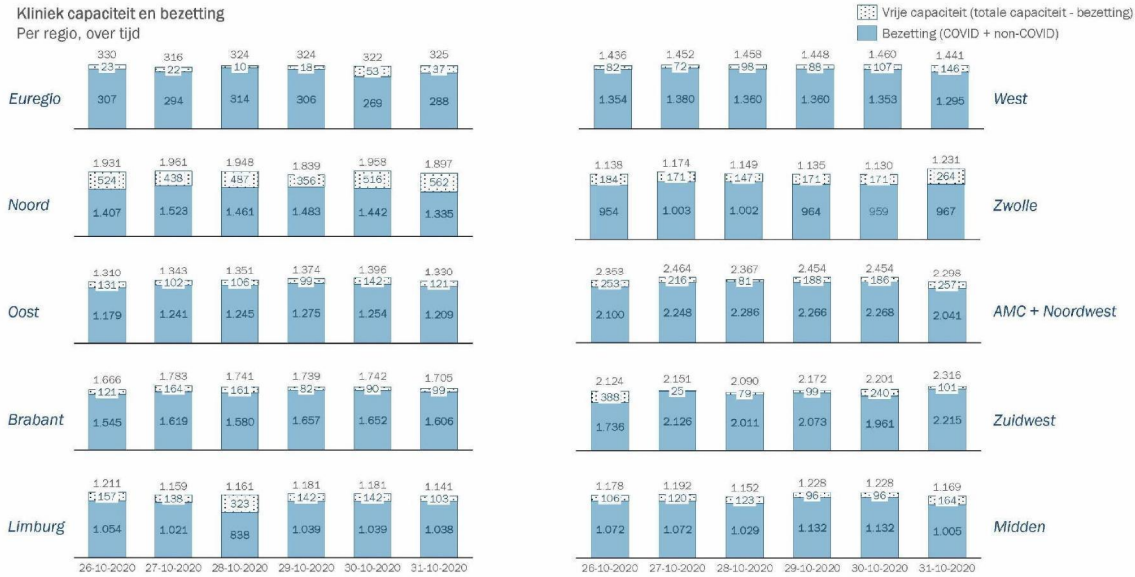 Kliniek capaciteit en bezetting
Per regio, over tijd
Vrije capaciteit (totale capaciteit - bezetting)
Bezetting (COVID + non-COVID)
330 316 324 324 322 325
23 22 10 18 53 37
307 294 314 306 269 288
Euregio
1.436 1.452 1.458 1.448 1.460 1.441
82 72 98 88 107 146
1.354 1.380 1.360 1.360 1.353 1.295
West
1.931 1.961 1.948 1.839 1.958 1.897
524 438 487 356 516 562
1.407 1.523 1.461 1.483 1.442 1.335
Noord
1.138 1.174 1.149 1.135 1.130 1.231
184 171 147 171 171 264
954 1.003 1.002 964 959 967
Zwolle
1.310 1.343 1.351 1.374 1.396 1.330
131 102 106 99 142 121
1.179 1.241 1.245 1.275 1.254 1.209
Oost
2.353 2.464 2.367 2.454 2.454 2.298
253 216 81 188 186 257
2.100 2.248 2.286 2.266 2.268 2.041
AMC + Noordwest
1.666 1.783 1.741 1.739 1.742 1.705
121 164 161 82 90 99
1.545 1.619 1.580 1.657 1.652 1.606
Brabant
2.124 2.151 2.090 2.172 2.201 2.316
388 25 79 99 240 101
1.736 2.126 2.011 2.073 1.961 2.215
Zuidwest
1.211 1.159 1.161 1.181 1.181 1.141
157 138 323 142 142 103
1.054 1.021 838 1.039 1.039 1.038
Limburg
26-10-2020 27-10-2020 28-10-2020 29-10-2020 30-10-2020 31-10-2020
1.178 1.192 1.152 1.228 1.228 1.169
106 120 123 96 96 164
1.072 1.072 1.029 1.132 1.132 1.005
Midden
26-10-2020 27-10-2020 28-10-2020 29-10-2020 30-10-2020 31-10-2020